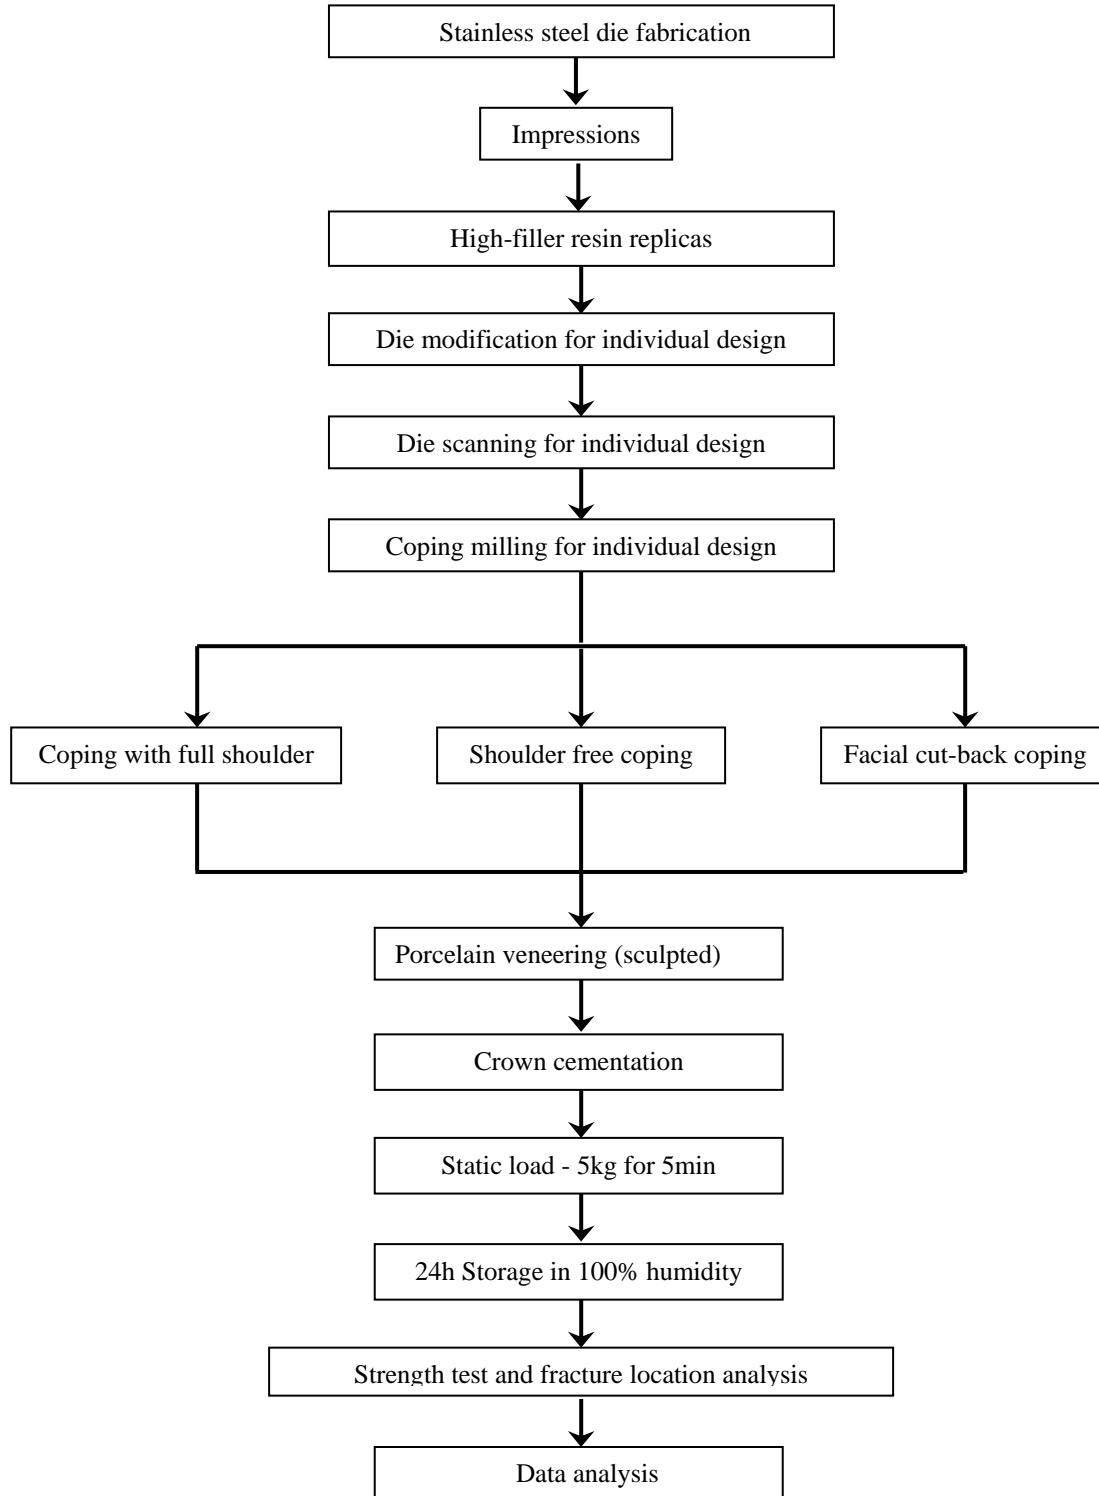 Stainless steel die fabrication
Impressions
High-filler resin replicas
Die modification for individual design
Die scanning for individual design
Coping milling for individual design
Coping with full shoulder
Shoulder free coping
Facial cut-back coping
Porcelain veneering (sculpted)
Crown cementation
Static load - 5kg for 5min
24h Storage in 100% humidity
Strength test and fracture location analysis
Data analysis